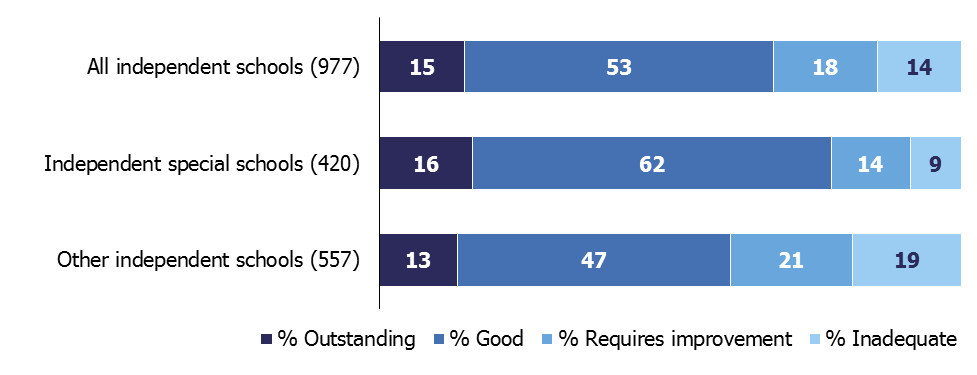 All independent schools (977) 15 53 18 14
Independent special schools (420) 16 62 14 9
Other independent schools (557) 13 47 21 19
% Outstanding % Good % Requires improvement % Inadequate